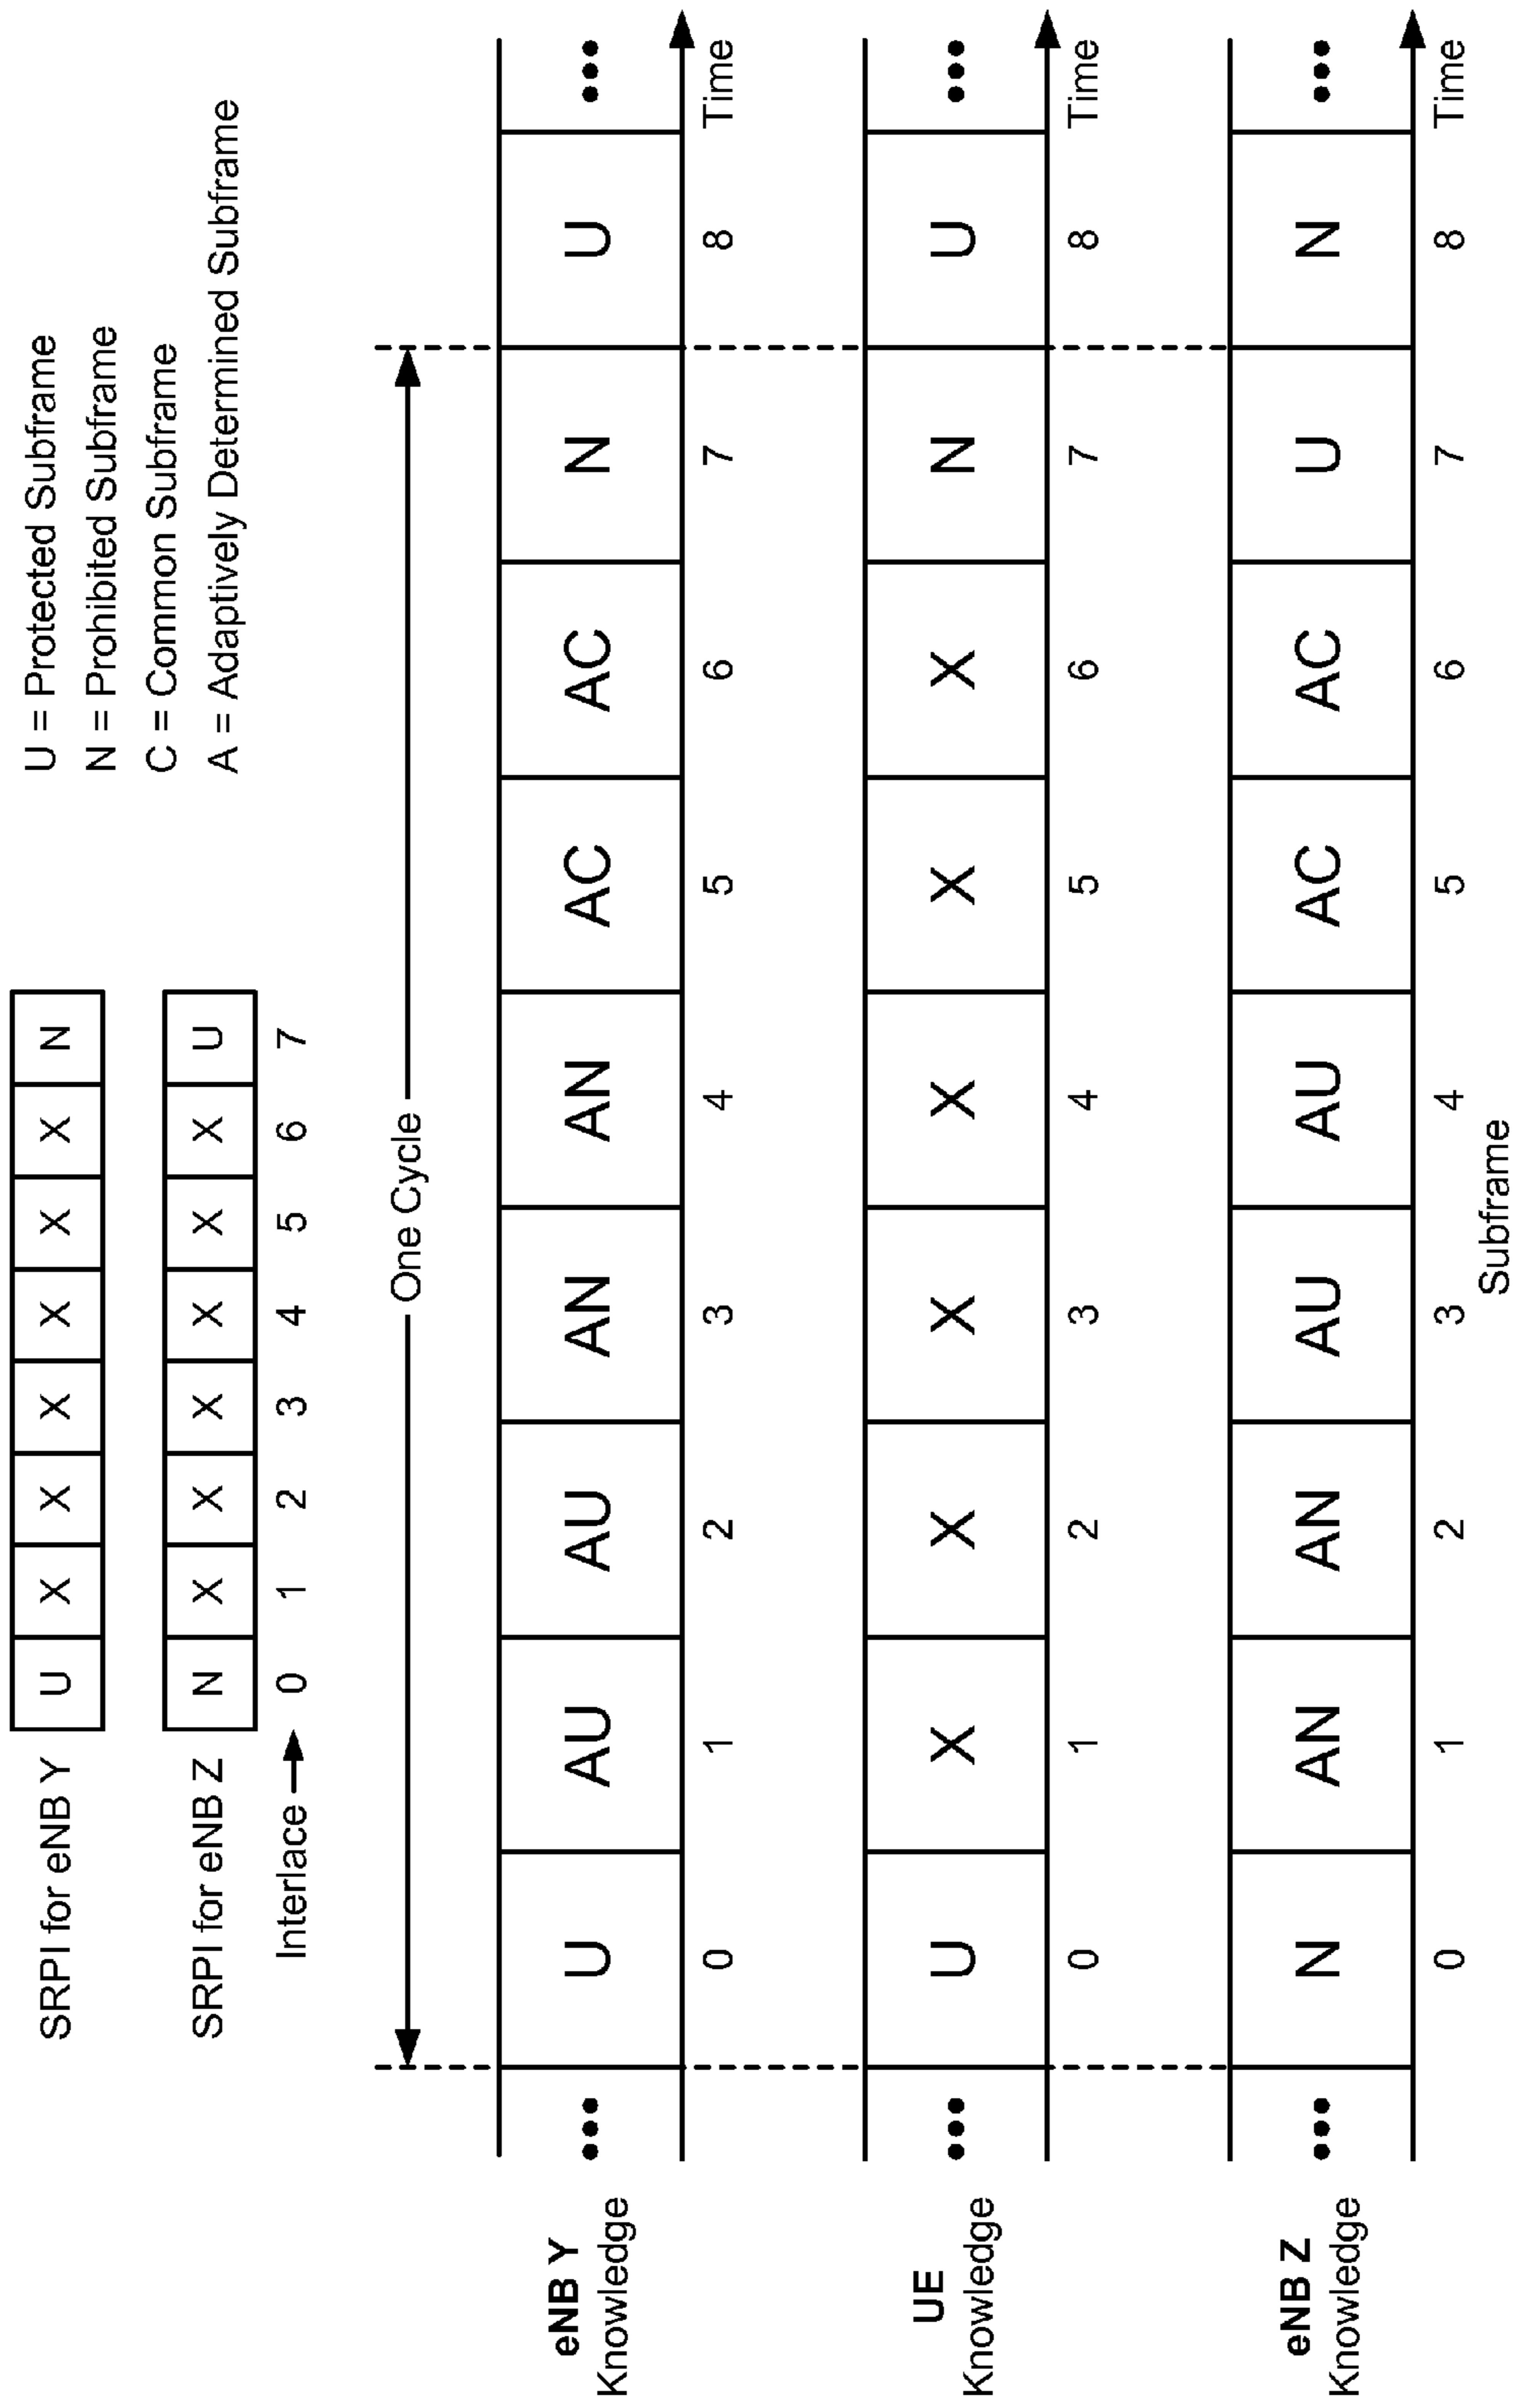 SRPI for eNB Y U X X X X X X N
SRPI for eNB Z N X X X X X X U
Interlace 0 1 2 3 4 5 6 7
U = Protected Subframe
N = Prohibited Subframe
C = Common Subframe
A = Adaptively Determined Subframe
One Cycle
eNB Y
Knowledge
••• U AU AU AN AN AC AC N U •••
0 1 2 3 4 5 6 7 8 Time
UE
Knowledge
••• U X X X X X X N U •••
0 1 2 3 4 5 6 7 8 Time
eNB Z
Knowledge
••• N AN AN AU AU AC AC U N •••
0 1 2 3 4 5 6 7 8 Time
Subframe